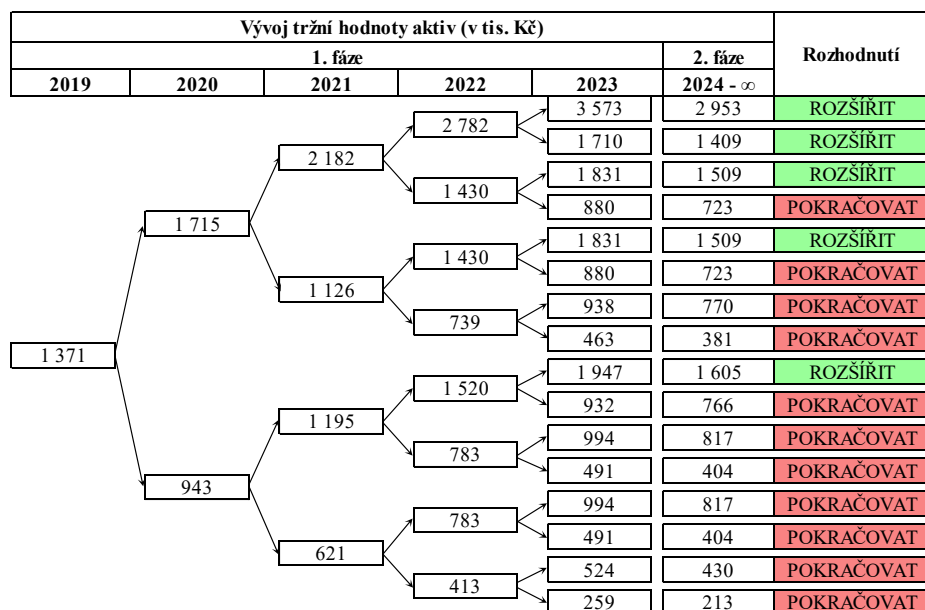 Vývoj tržní hodnoty aktiv (v tis. Kč)
Rozhodnutí
1. fáze 2. fáze
2019 2020 2021 2022 2023 2024 - ∞
3 573 2 953 ROZŠÍŘIT
2 782
1 710 1 409 ROZŠÍŘIT
2 182
1 831 1 509 ROZŠÍŘIT
1 430
880 723 POKRAČOVAT
1 715
1 831 1 509 ROZŠÍŘIT
1 430
880 723 POKRAČOVAT
1 126
938 770 POKRAČOVAT
739
463 381 POKRAČOVAT
1 371
1 947 1 605 ROZŠÍŘIT
1 520
932 766 POKRAČOVAT
1 195
994 817 POKRAČOVAT
783
491 404 POKRAČOVAT
943
994 817 POKRAČOVAT
783
491 404 POKRAČOVAT
621
524 430 POKRAČOVAT
413
259 213 POKRAČOVAT